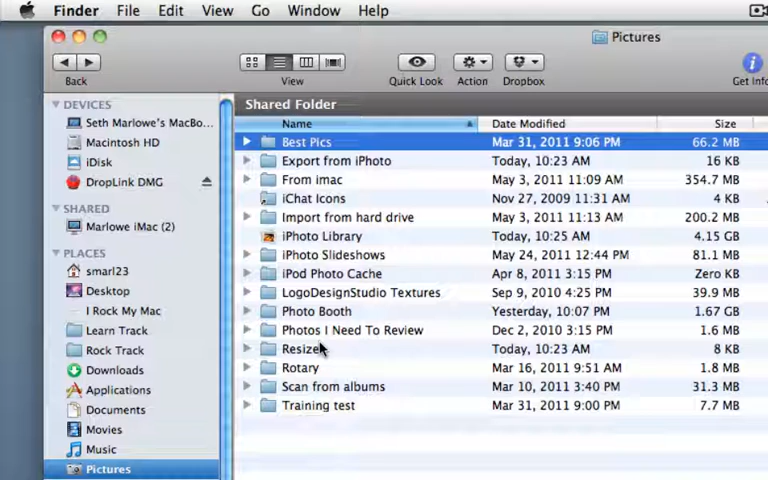 Finder File Edit View Go Window Help
Pictures
Back View Quick Look Action Dropbox Get Info
Shared Folder
Name Date Modified Size
DEVICES
Seth Marlowe's MacBo...
Macintosh HD
iDisk
DropLink DMG
SHARED
Marlowe iMac (2)
PLACES
smarl23
Desktop
I Rock My Mac
Learn Track
Rock Track
Downloads
Applications
Documents
Movies
Music
Pictures
Best Pics Mar 31, 2011 9:06 PM 66.2 MB
Export from iPhoto Today, 10:23 AM 16 KB
From imac May 3, 2011 11:09 AM 354.7 MB
iChat Icons Nov 27, 2009 11:31 AM 4 KB
Import from hard drive May 3, 2011 11:13 AM 200.2 MB
iPhoto Library Today, 10:25 AM 4.15 GB
iPhoto Slideshows May 24, 2011 12:44 PM 81.1 MB
iPod Photo Cache Apr 8, 2011 3:15 PM Zero KB
LogoDesignStudio Textures Sep 9, 2010 4:25 PM 39.9 MB
Photo Booth Yesterday, 10:07 PM 1.67 GB
Photos I Need To Review Dec 2, 2010 3:15 PM 1.6 MB
Resize Today, 10:23 AM 8 KB
Rotary Mar 16, 2011 9:51 AM 1.8 MB
Scan from albums Mar 10, 2011 3:40 PM 31.3 MB
Training test Mar 31, 2011 9:00 PM 7.7 MB